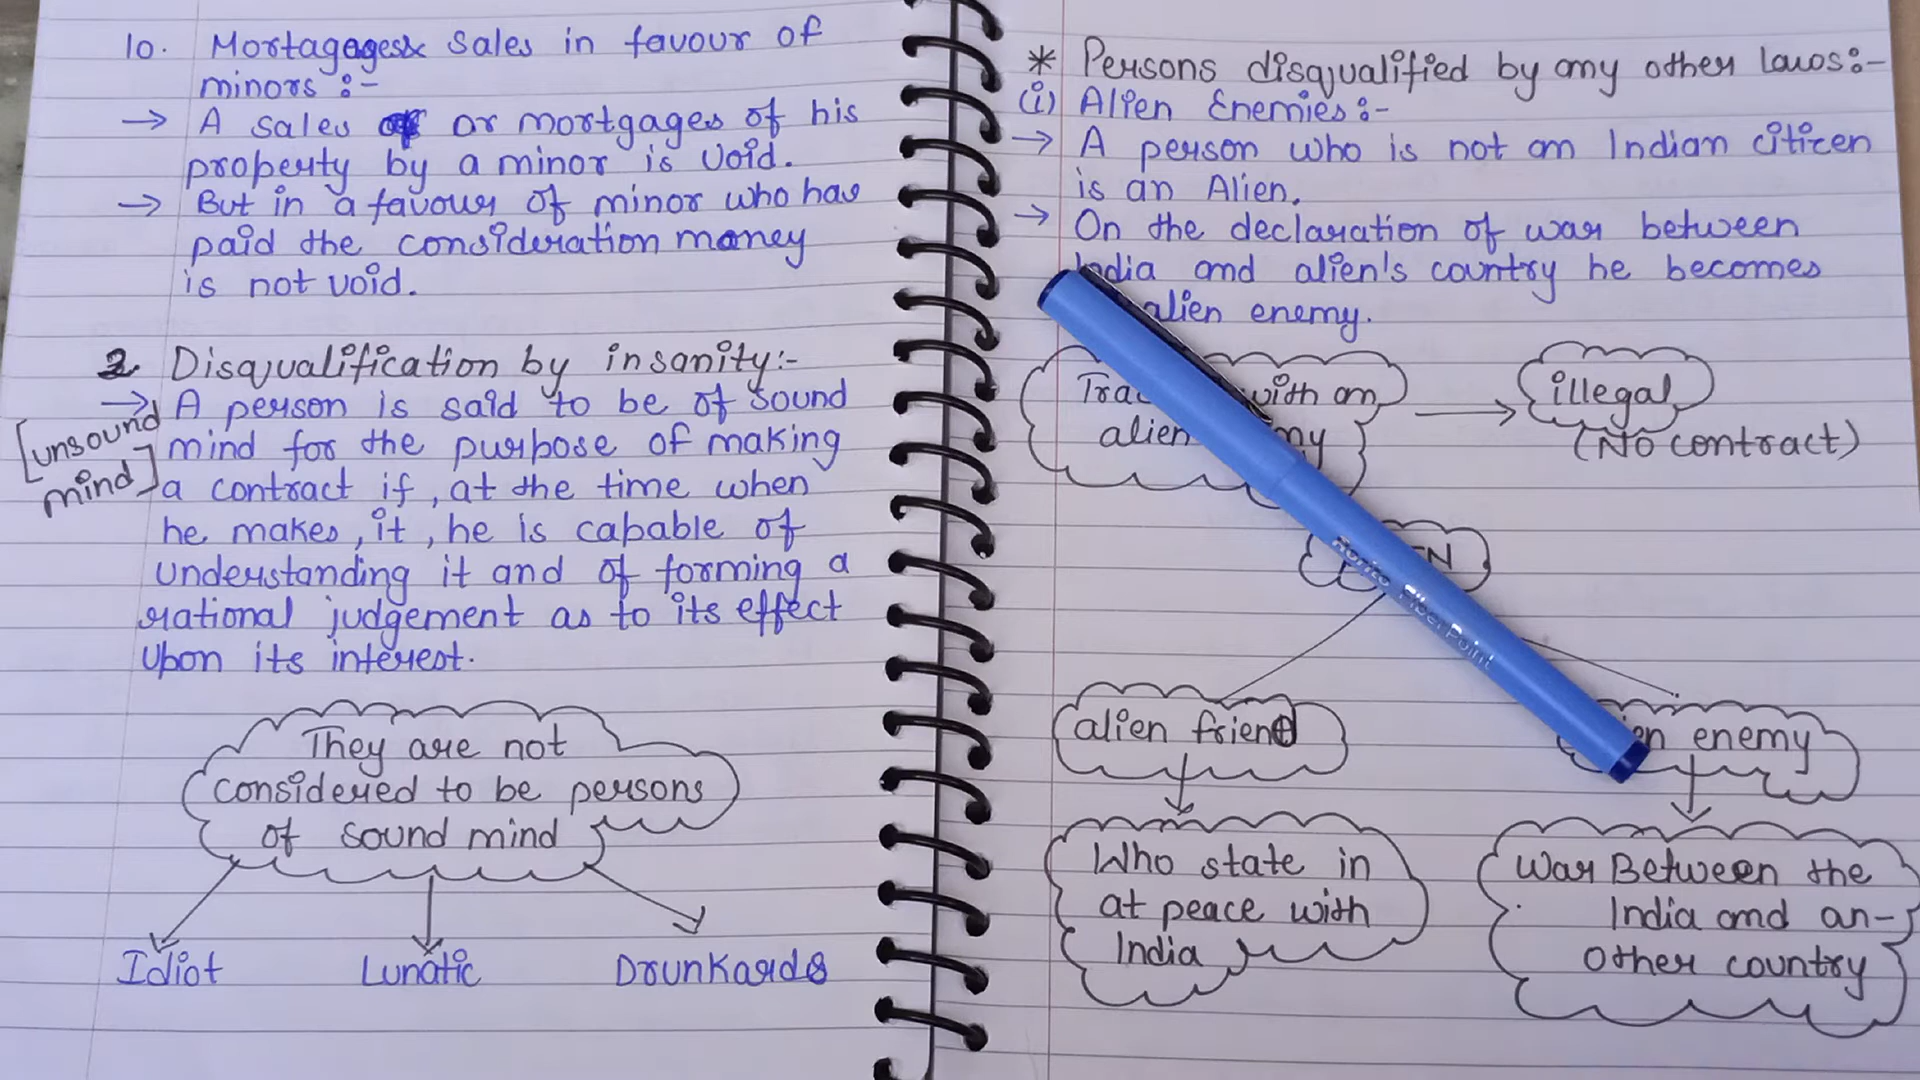 10. Mortagages & Sales in favour of
minors :-
→ A sales or mortgages of his
property by a minor is void.
→ But in a favour of minor who has
paid the consideration money
is not void.
2. Disqualification by insanity:-
→ A person is said to be of sound
[unsound mind]
mind for the purpose of making
a contract if, at the time when
he makes, it, he is capable of
understanding it and of forming a
rational judgement as to its effect
upon its interest.
They are not
considered to be persons
of sound mind
Idiot Lunatic Drunkards
* Persons disqualified by any other laws:-
(i) Alien Enemies:-
→ A person who is not an Indian citicen
is an Alien.
→ On the declaration of war between
India and alien's country he becomes
alien enemy.
with an
alien
illegal
(No contract)
Rorito FiberPoint
alien friend
enemy
Who state in
at peace with
India
War Between the
India and an-
other country